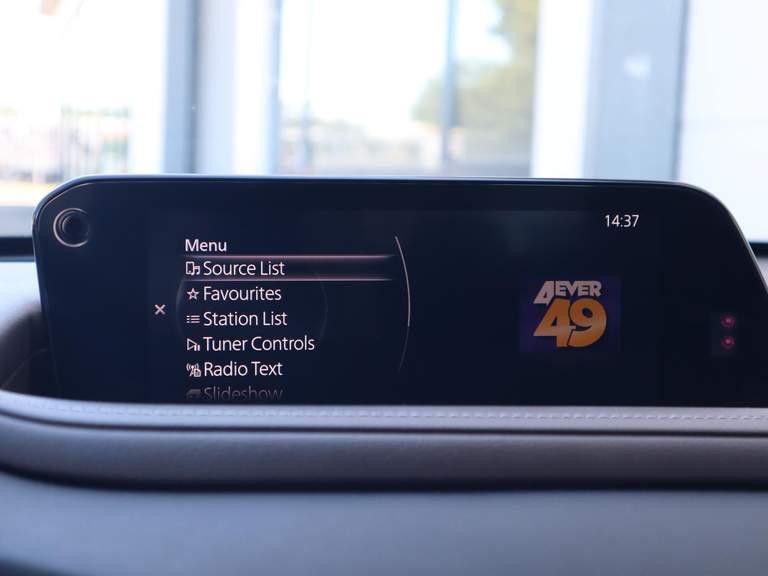 14:37
Menu
Source List
Favourites
Station List
Tuner Controls
Radio Text
Slideshow
4EVER
49